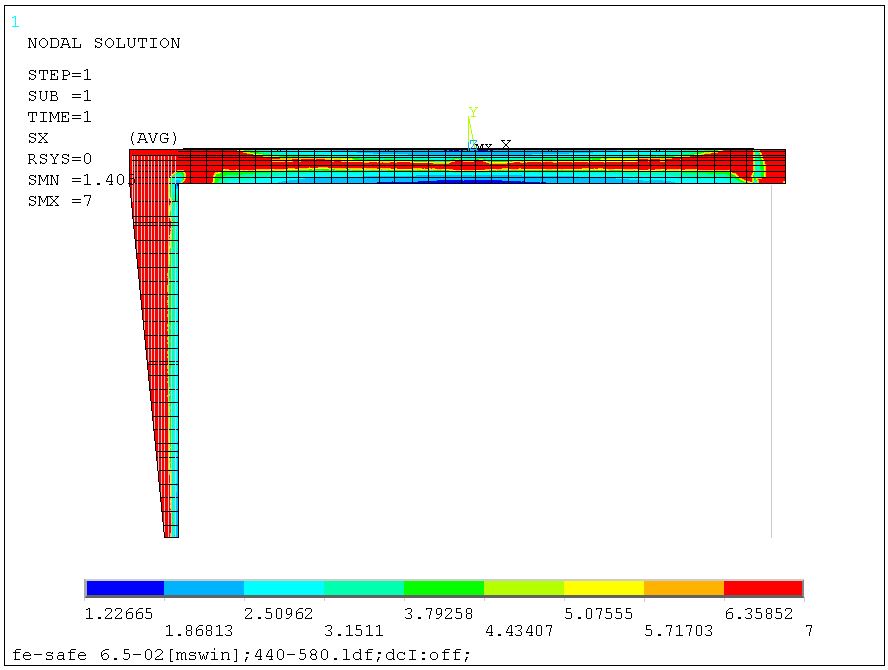 1
NODAL SOLUTION
STEP=1
SUB =1
TIME=1
SX (AVG)
RSYS=0
SMN =1.405
SMX =7
Y
MX X
1.22665 2.50962 3.79258 5.07555 6.35852
1.86813 3.1511 4.43407 5.71703 7
fe-safe 6.5-02[mswin];440-580.ldf;dcI:off;